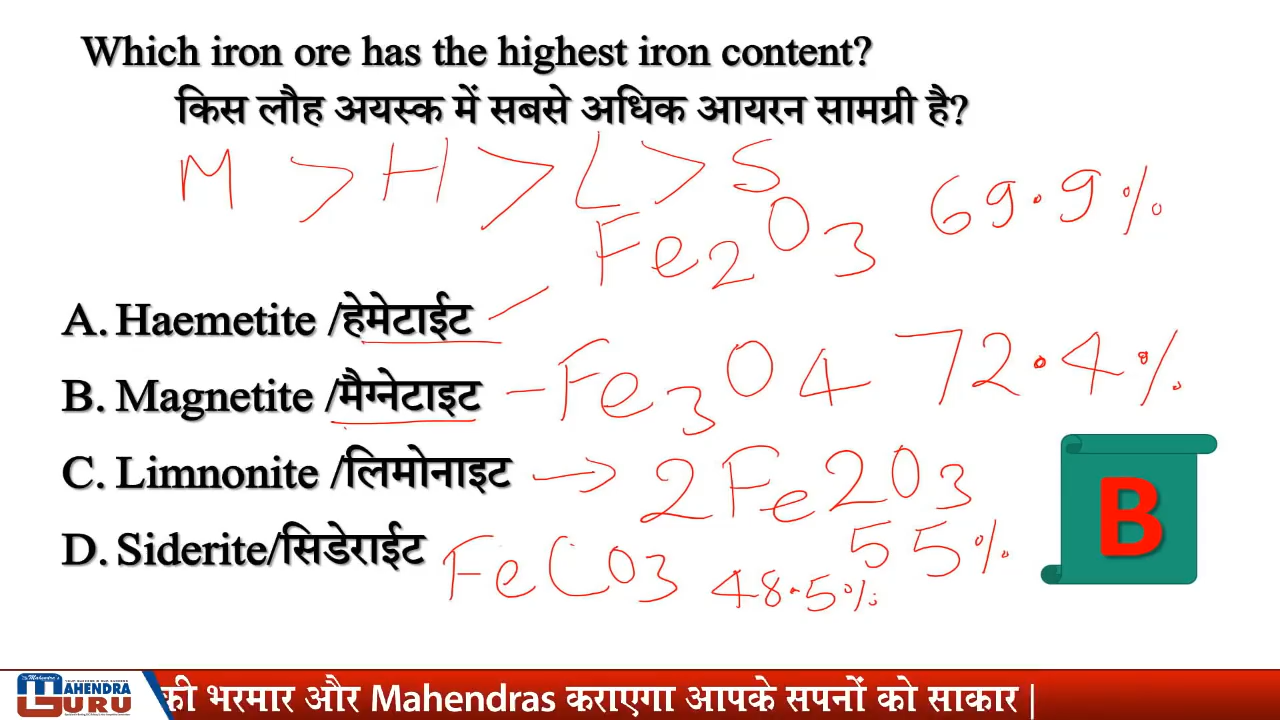 Which iron ore has the highest iron content?
किस लौह अयस्क में सबसे अधिक आयरन सामग्री है?
M > H > L > S
Fe2O3 69.9%
A. Haemetite /हेमेटाईट
B. Magnetite /मैग्नेटाइट - Fe3O4 72.4%
C. Limnonite /लिमोनाइट → 2Fe2O3
55%
D. Siderite/सिडेराईट FeCO3 48.5%
B
MAHENDRA
GURU
की भरमार और Mahendras कराएगा आपके सपनों को साकार |